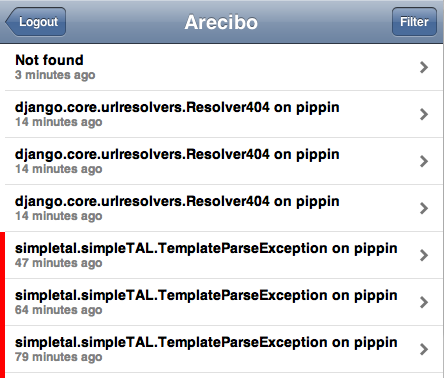 Logout
Arecibo
Filter
Not found
3 minutes ago
django.core.urlresolvers.Resolver404 on pippin
14 minutes ago
django.core.urlresolvers.Resolver404 on pippin
14 minutes ago
django.core.urlresolvers.Resolver404 on pippin
14 minutes ago
simpletal.simpleTAL.TemplateParseException on pippin
47 minutes ago
simpletal.simpleTAL.TemplateParseException on pippin
64 minutes ago
simpletal.simpleTAL.TemplateParseException on pippin
79 minutes ago